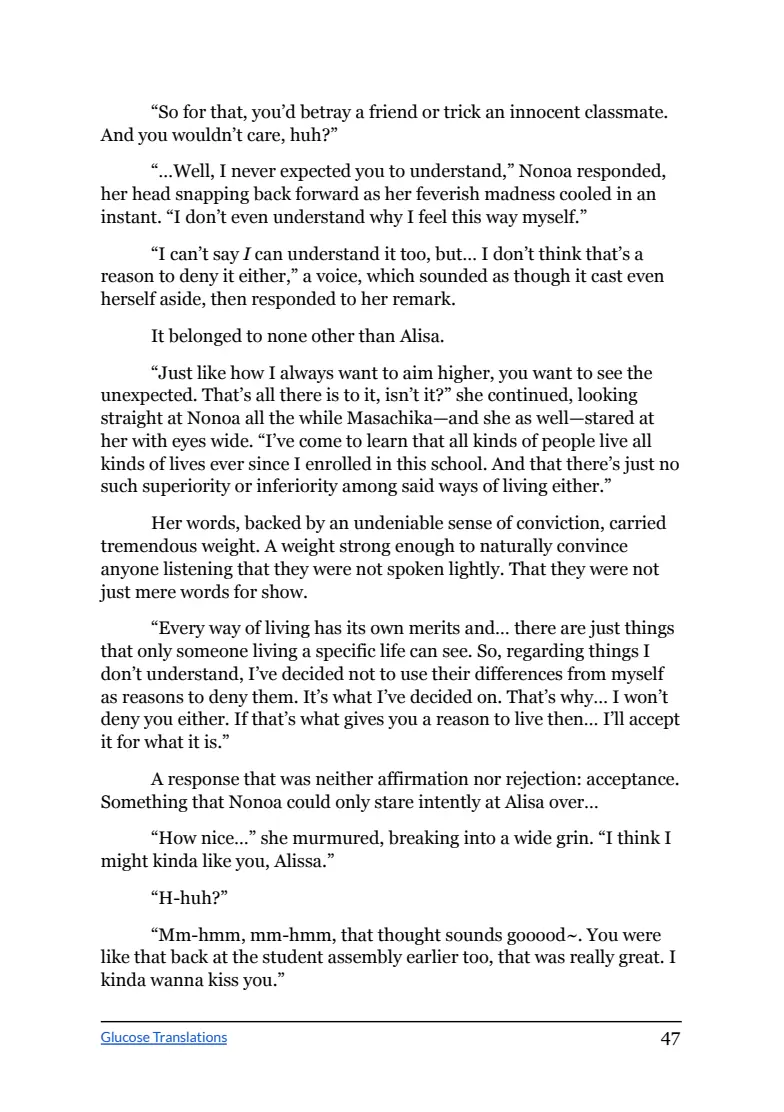 “So for that, you’d betray a friend or trick an innocent classmate.
And you wouldn’t care, huh?”
“…Well, I never expected you to understand,” Nonoa responded,
her head snapping back forward as her feverish madness cooled in an
instant. “I don’t even understand why I feel this way myself.”
“I can’t say I can understand it too, but… I don’t think that’s a
reason to deny it either,” a voice, which sounded as though it cast even
herself aside, then responded to her remark.
It belonged to none other than Alisa.
“Just like how I always want to aim higher, you want to see the
unexpected. That’s all there is to it, isn’t it?” she continued, looking
straight at Nonoa all the while Masachika—and she as well—stared at
her with eyes wide. “I’ve come to learn that all kinds of people live all
kinds of lives ever since I enrolled in this school. And that there’s just no
such superiority or inferiority among said ways of living either.”
Her words, backed by an undeniable sense of conviction, carried
tremendous weight. A weight strong enough to naturally convince
anyone listening that they were not spoken lightly. That they were not
just mere words for show.
“Every way of living has its own merits and… there are just things
that only someone living a specific life can see. So, regarding things I
don’t understand, I’ve decided not to use their differences from myself
as reasons to deny them. It’s what I’ve decided on. That’s why… I won’t
deny you either. If that’s what gives you a reason to live then… I’ll accept
it for what it is.”
A response that was neither affirmation nor rejection: acceptance.
Something that Nonoa could only stare intently at Alisa over…
“How nice…” she murmured, breaking into a wide grin. “I think I
might kinda like you, Alissa.”
“H-huh?”
“Mm-hmm, mm-hmm, that thought sounds gooood~. You were
like that back at the student assembly earlier too, that was really great. I
kinda wanna kiss you.”
Glucose Translations 47